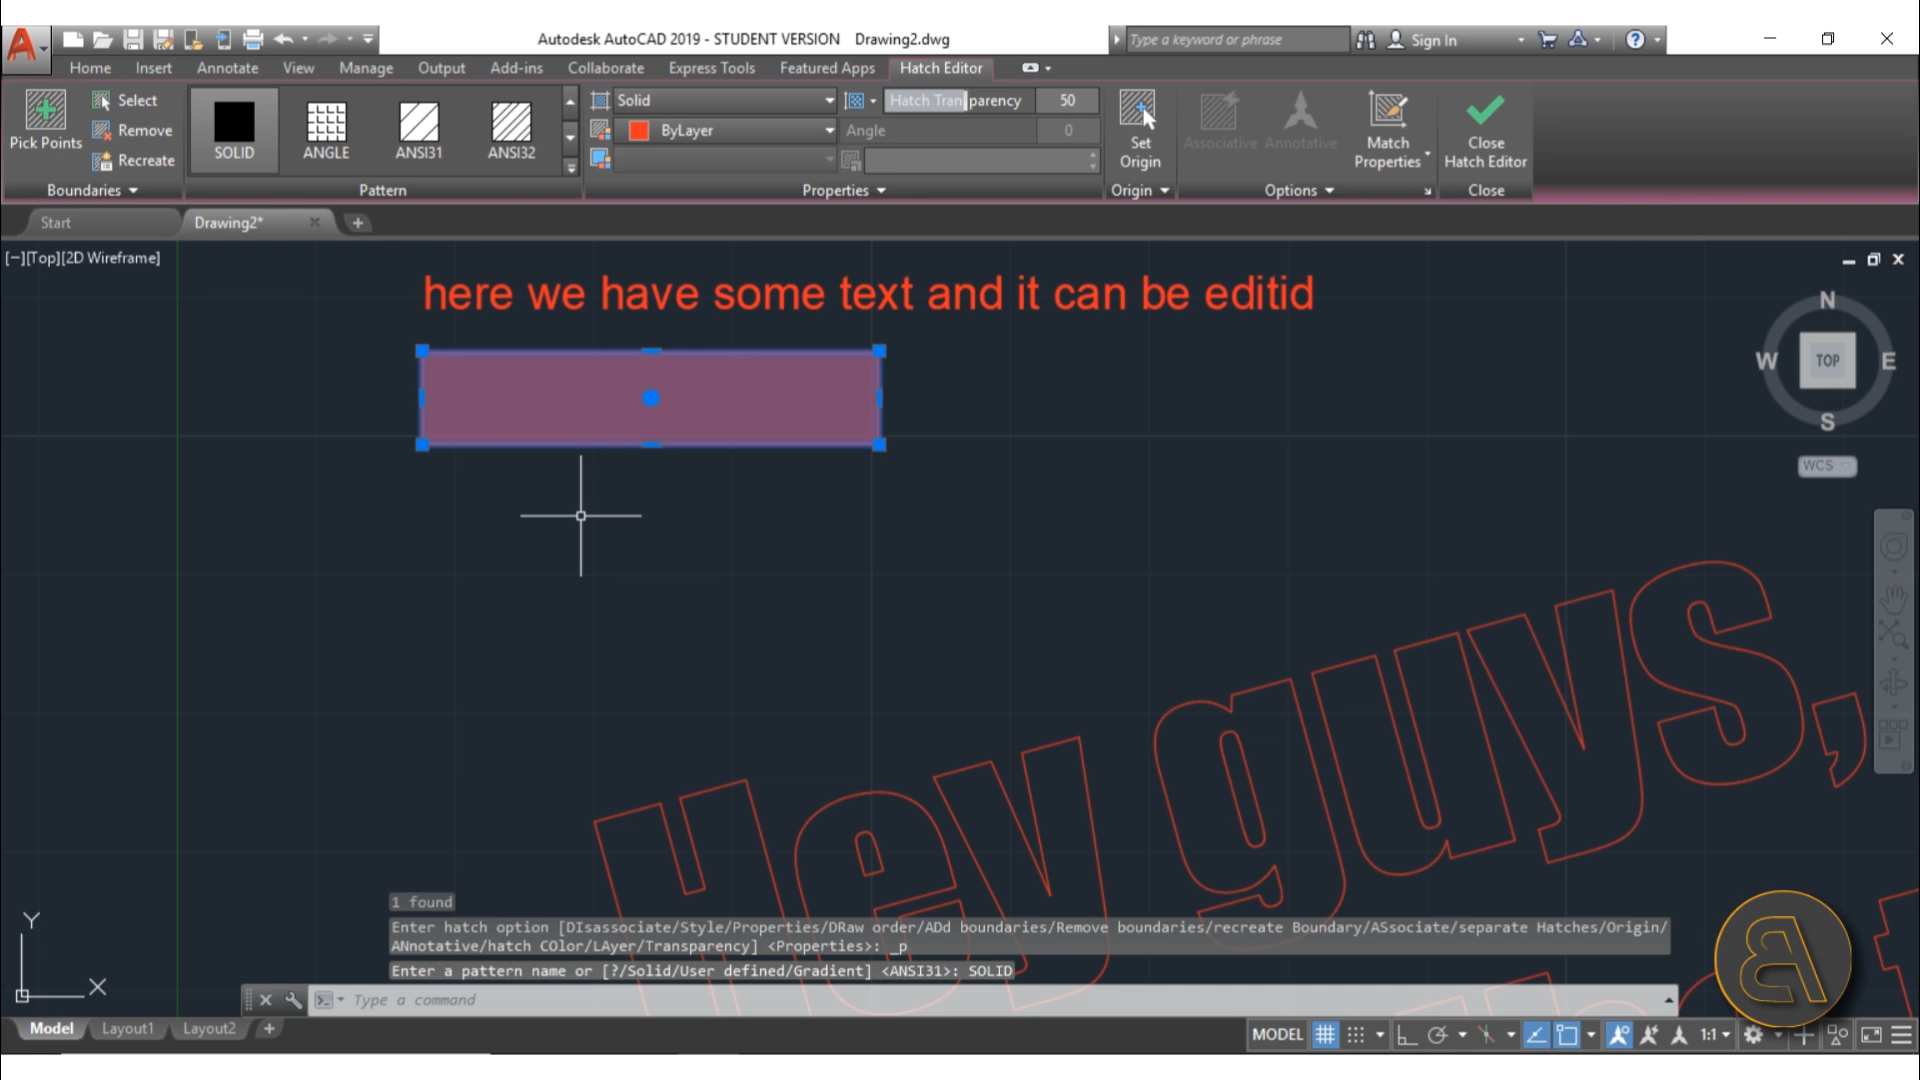 Autodesk AutoCAD 2019 - STUDENT VERSION Drawing2.dwg
Type a keyword or phrase
Sign In
Home Insert Annotate View Manage Output Add-ins Collaborate Express Tools Featured Apps Hatch Editor
Pick Points
Select
Remove
Recreate
Boundaries
SOLID
ANGLE
ANSI31
ANSI32
Pattern
Solid
Hatch Transparency 50
ByLayer
Angle 0
Properties
Set
Origin
Origin
Associative
Annotative
Match
Properties
Options
Close
Hatch Editor
Close
Start
Drawing2*
[−][Top][2D Wireframe]
here we have some text and it can be editid
N
W
TOP
E
S
WCS
Hey guys,
1 found
Enter hatch option [DIsassociate/Style/Properties/DRaw order/ADd boundaries/Remove boundaries/recreate Boundary/ASsociate/separate Hatches/Origin/
ANnotative/hatch COlor/LAyer/Transparency] <Properties>: _p
Enter a pattern name or [?/Solid/User defined/Gradient] <ANSI31>: SOLID
Y
X
Type a command
Model Layout1 Layout2
MODEL
1:1